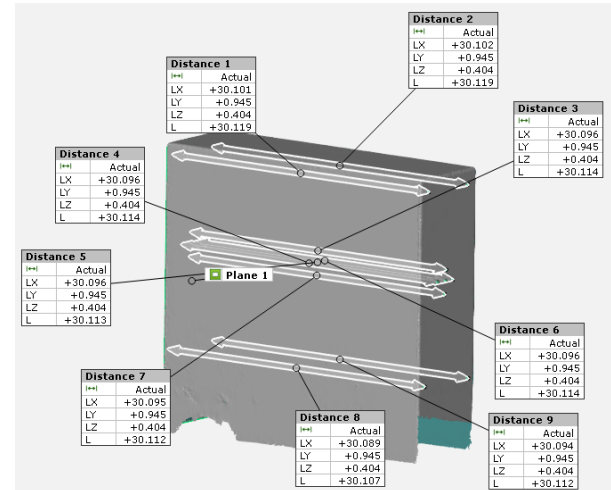 Distance 2
Actual
LX +30.102
LY +0.945
LZ +0.404
L +30.119
Distance 1
Actual
LX +30.101
LY +0.945
LZ +0.404
L +30.119
Distance 3
Actual
LX +30.096
LY +0.945
LZ +0.404
L +30.114
Distance 4
Actual
LX +30.096
LY +0.945
LZ +0.404
L +30.114
Distance 5
Actual
LX +30.096
LY +0.945
LZ +0.404
L +30.113
Plane 1
Distance 6
Actual
LX +30.096
LY +0.945
LZ +0.404
L +30.114
Distance 7
Actual
LX +30.095
LY +0.945
LZ +0.404
L +30.112
Distance 8
Actual
LX +30.089
LY +0.945
LZ +0.404
L +30.107
Distance 9
Actual
LX +30.094
LY +0.945
LZ +0.404
L +30.112